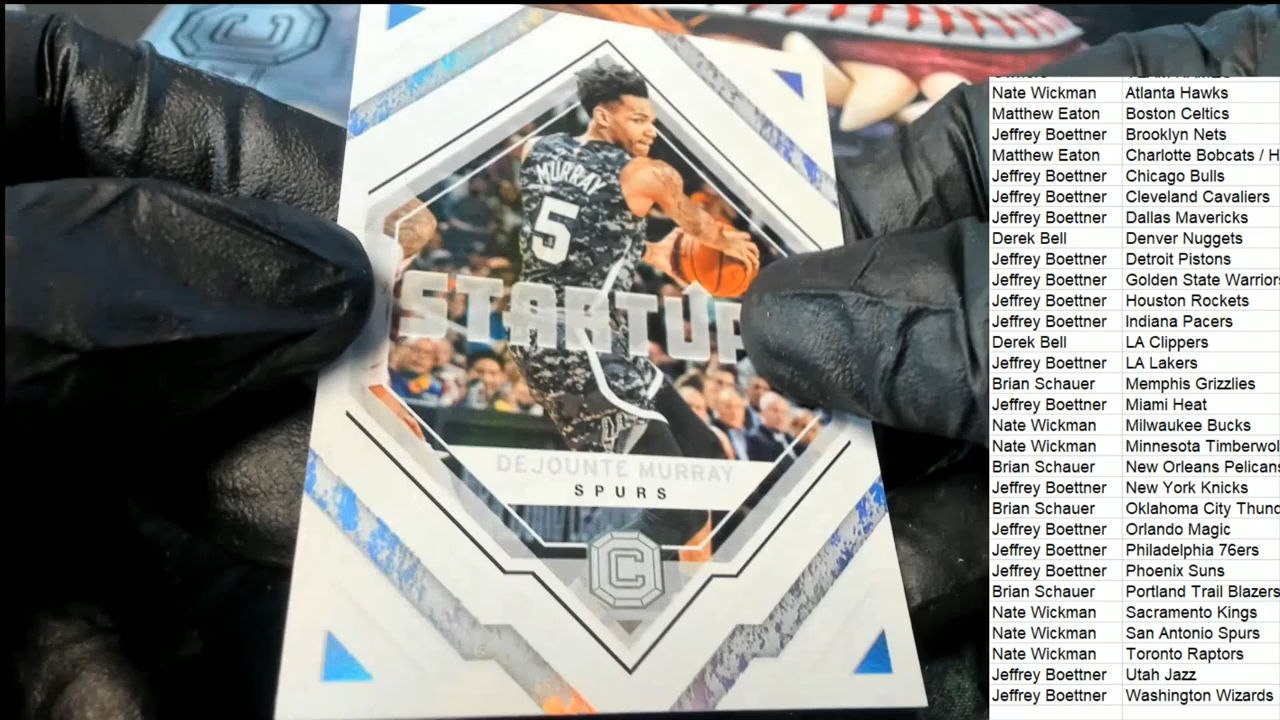 C
MURRAY
5
STARTUP
DEJOUNTE MURRAY
SPURS
C
Nate Wickman Atlanta Hawks
Matthew Eaton Boston Celtics
Jeffrey Boettner Brooklyn Nets
Matthew Eaton Charlotte Bobcats / H
Jeffrey Boettner Chicago Bulls
Jeffrey Boettner Cleveland Cavaliers
Jeffrey Boettner Dallas Mavericks
Derek Bell Denver Nuggets
Jeffrey Boettner Detroit Pistons
Jeffrey Boettner Golden State Warriors
Jeffrey Boettner Houston Rockets
Jeffrey Boettner Indiana Pacers
Derek Bell LA Clippers
Jeffrey Boettner LA Lakers
Brian Schauer Memphis Grizzlies
Jeffrey Boettner Miami Heat
Nate Wickman Milwaukee Bucks
Nate Wickman Minnesota Timberwol
Brian Schauer New Orleans Pelicans
Jeffrey Boettner New York Knicks
Brian Schauer Oklahoma City Thund
Jeffrey Boettner Orlando Magic
Jeffrey Boettner Philadelphia 76ers
Jeffrey Boettner Phoenix Suns
Brian Schauer Portland Trail Blazers
Nate Wickman Sacramento Kings
Nate Wickman San Antonio Spurs
Nate Wickman Toronto Raptors
Jeffrey Boettner Utah Jazz
Jeffrey Boettner Washington Wizards